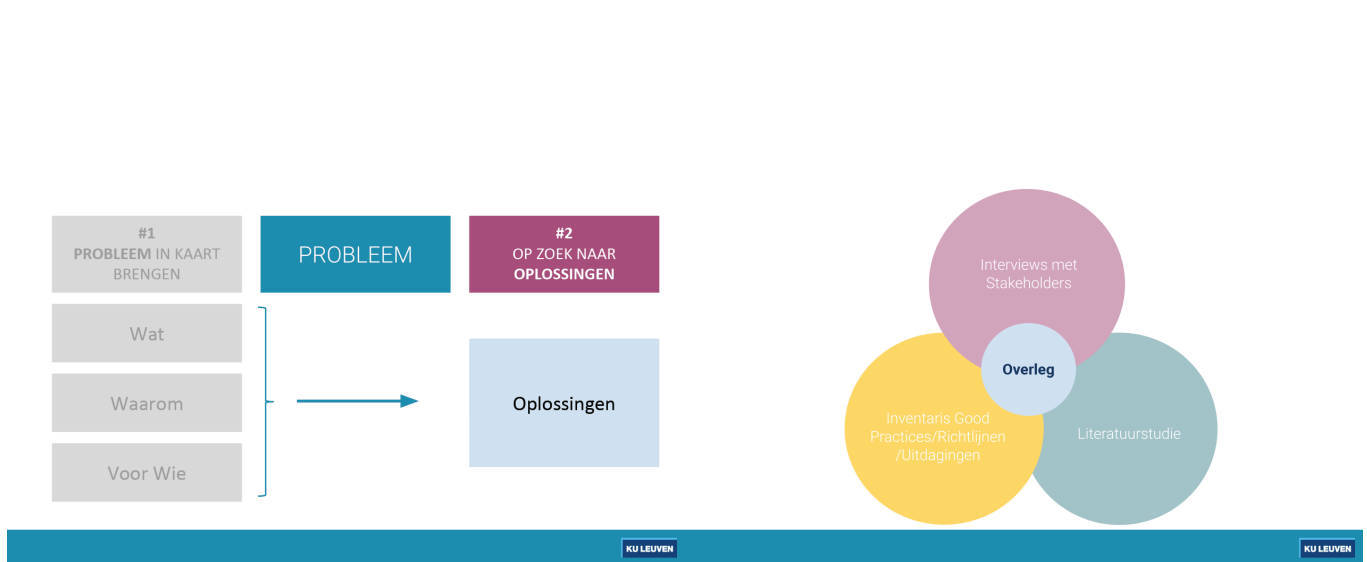 #1
PROBLEEM IN KAART
BRENGEN
PROBLEEM
#2
OP ZOEK NAAR
OPLOSSINGEN
Wat
Waarom
Voor Wie
Oplossingen
KU LEUVEN
Interviews met
Stakeholders
Overleg
Inventaris Good
Practices/Richtlijnen
/Uitdagingen
Literatuurstudie
KU LEUVEN